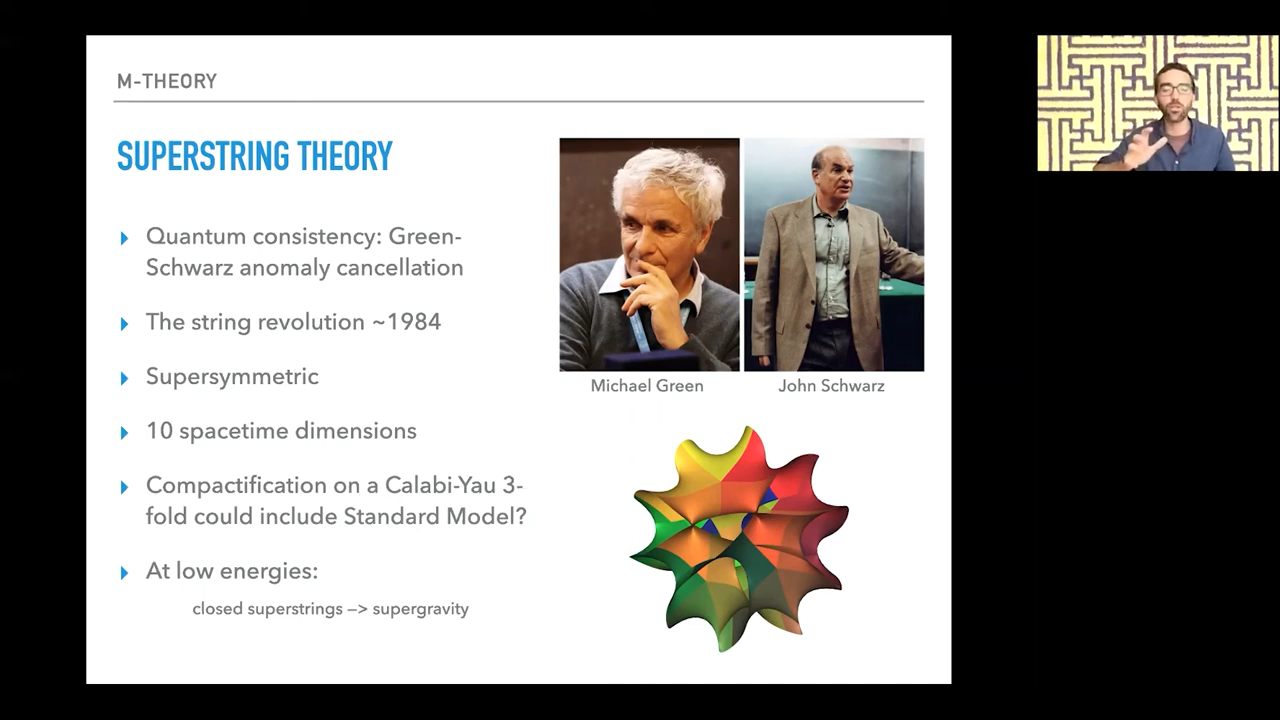 M-THEORY
SUPERSTRING THEORY
Quantum consistency: Green-
Schwarz anomaly cancellation
The string revolution ~1984
Supersymmetric
10 spacetime dimensions
Compactification on a Calabi-Yau 3-
fold could include Standard Model?
At low energies:
closed superstrings —> supergravity
Michael Green
John Schwarz